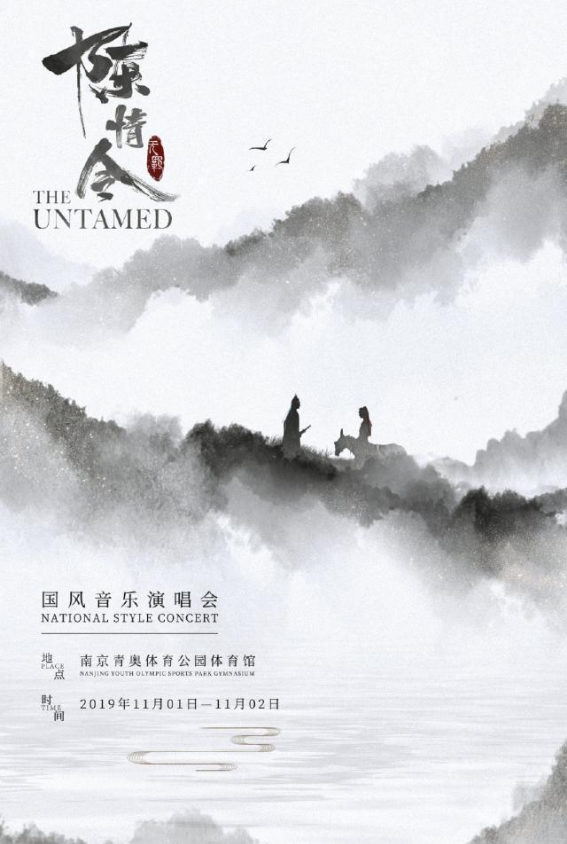 陈情令
无羁
THE
UNTAMED
国风音乐演唱会
NATIONAL STYLE CONCERT
地点
PLACE
南京青奥体育公园体育馆
NANJING YOUTH OLYMPIC SPORTS PARK GYMNASIUM
时间
TIME
2019年11月01日—11月02日